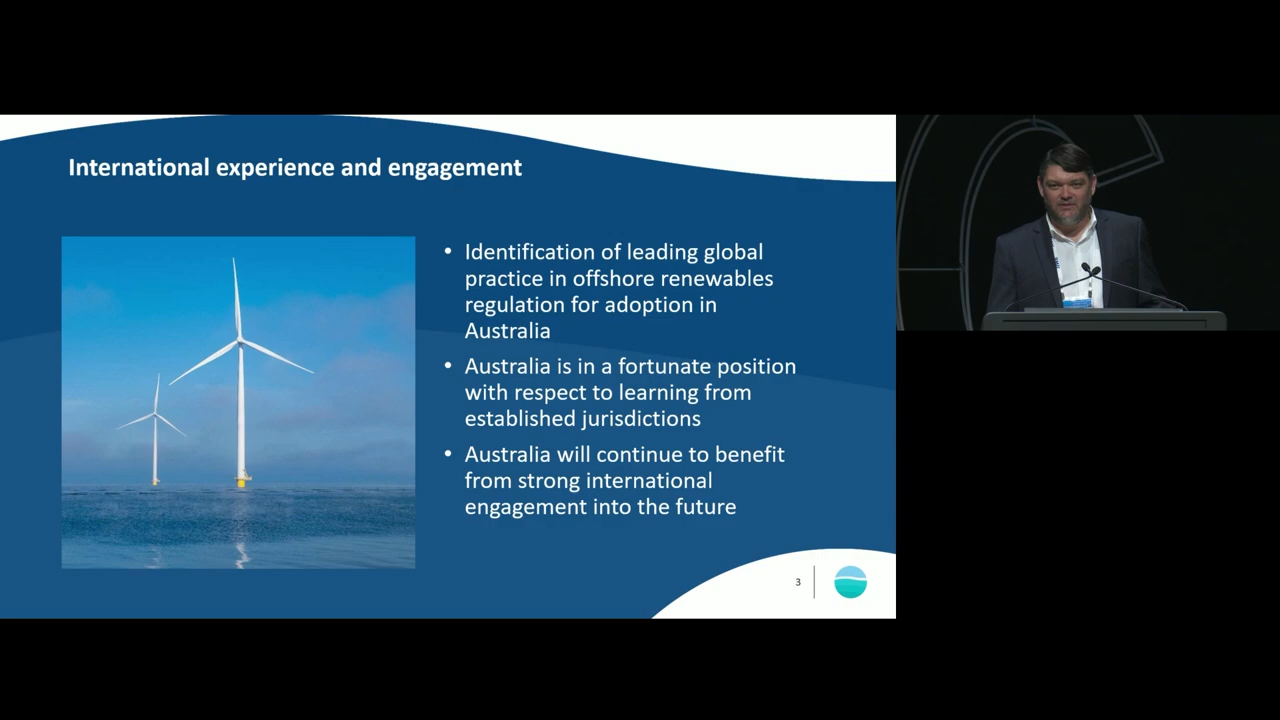 International experience and engagement
• Identification of leading global
practice in offshore renewables
regulation for adoption in
Australia
• Australia is in a fortunate position
with respect to learning from
established jurisdictions
• Australia will continue to benefit
from strong international
engagement into the future
3